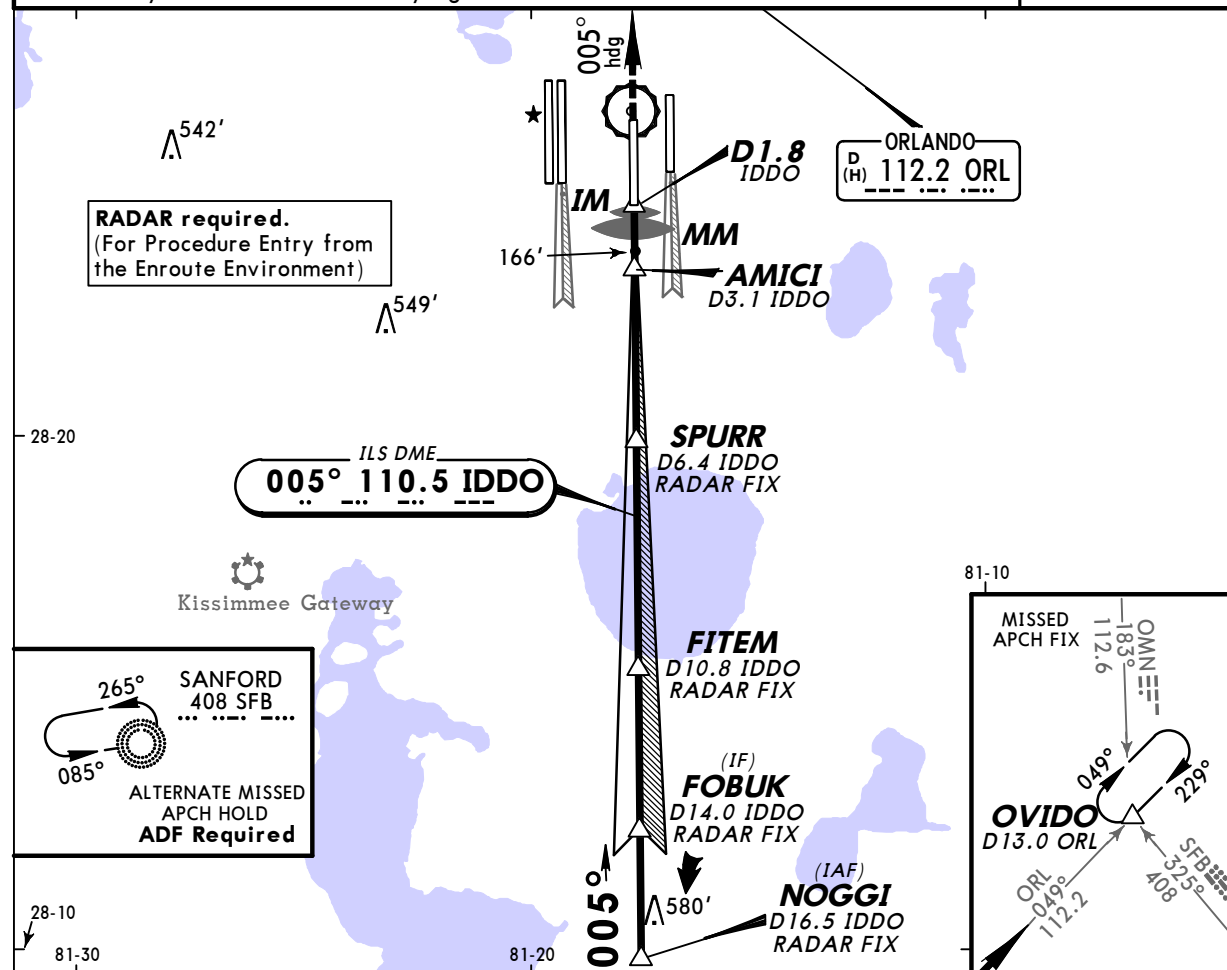 005°
hdg
542'
D1.8
IDDO
ORLANDO
D
(H) 112.2 ORL
RADAR required.
(For Procedure Entry from
the Enroute Environment)
IM
MM
166'
AMICI
D3.1 IDDO
549'
28-20
SPURR
D6.4 IDDO
RADAR FIX
ILS DME
005° 110.5 IDDO
Kissimmee Gateway
81-10
FITEM
D10.8 IDDO
RADAR FIX
MISSED
APCH FIX
OMN
183°
112.6
265°
085°
SANFORD
408 SFB
ALTERNATE MISSED
APCH HOLD
ADF Required
(IF)
FOBUK
D14.0 IDDO
RADAR FIX
049°
229°
OVIDO
D13.0 ORL
ORL
049°
112.2
SFB
325°
408
005°
580'
(IAF)
NOGGI
D16.5 IDDO
RADAR FIX
28-10
81-30
81-20